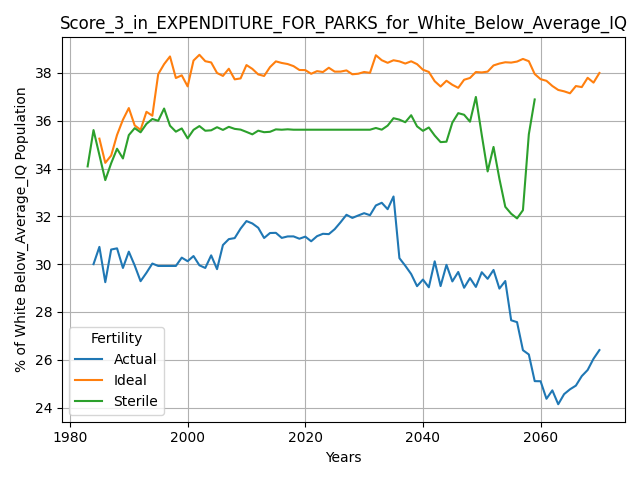 Score_3_in_EXPENDITURE_FOR_PARKS_for_White_Below_Average_IQ
% of White Below_Average_IQ Population
38
36
34
32
30
28
26
24
Fertility
Actual
Ideal
Sterile
1980
2000
2020
2040
2060
Years